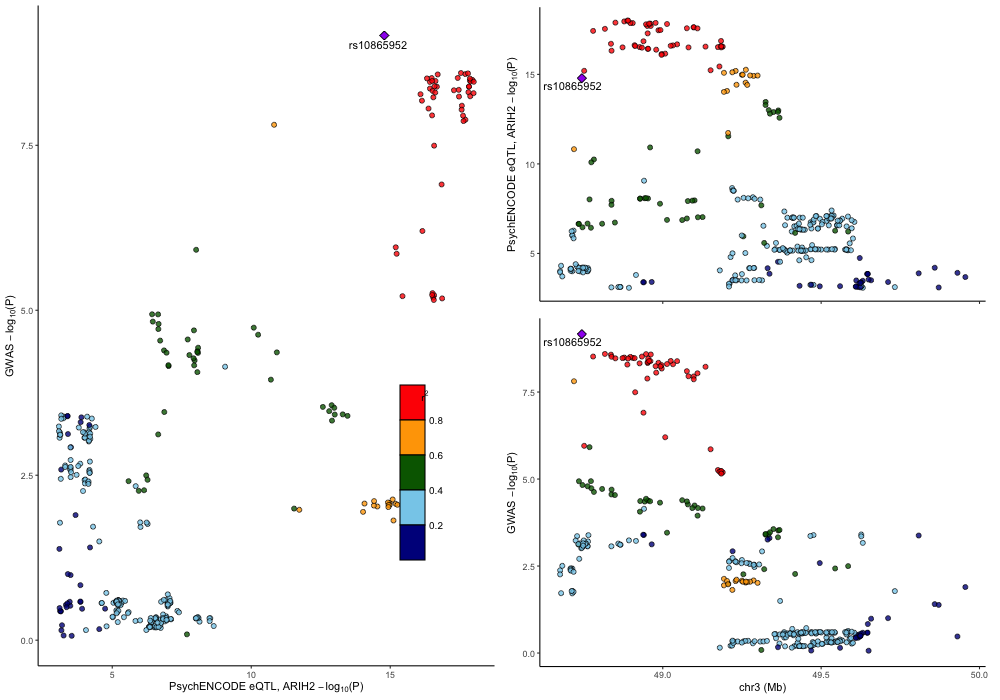 rs10865952
7.5
5.0
2.5
0.0
GWAS −log10(P)
5
10
15
PsychENCODE eQTL, ARIH2 −log10(P)
r2
0.8
0.6
0.4
0.2
rs10865952
15
10
5
PsychENCODE eQTL, ARIH2 −log10(P)
rs10865952
7.5
5.0
2.5
0.0
GWAS −log10(P)
49.0
49.5
50.0
chr3 (Mb)